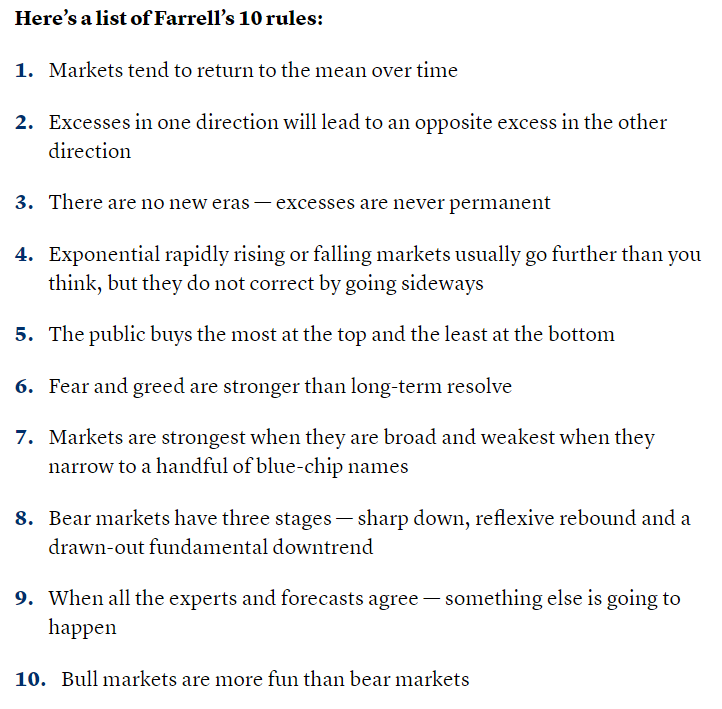 Here’s a list of Farrell’s 10 rules:
1. Markets tend to return to the mean over time
2. Excesses in one direction will lead to an opposite excess in the other
direction
3. There are no new eras — excesses are never permanent
4. Exponential rapidly rising or falling markets usually go further than you
think, but they do not correct by going sideways
5. The public buys the most at the top and the least at the bottom
6. Fear and greed are stronger than long-term resolve
7. Markets are strongest when they are broad and weakest when they
narrow to a handful of blue-chip names
8. Bear markets have three stages — sharp down, reflexive rebound and a
drawn-out fundamental downtrend
9. When all the experts and forecasts agree — something else is going to
happen
10. Bull markets are more fun than bear markets